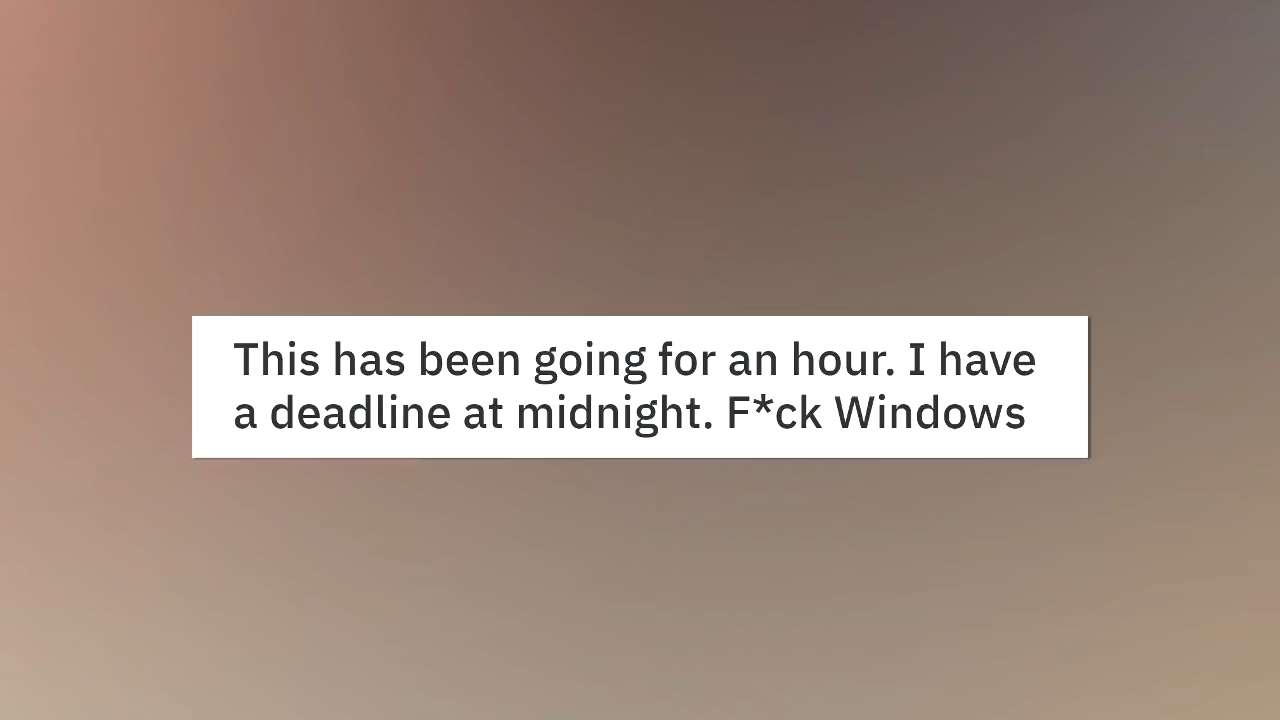 This has been going for an hour. I have
a deadline at midnight. F*ck Windows